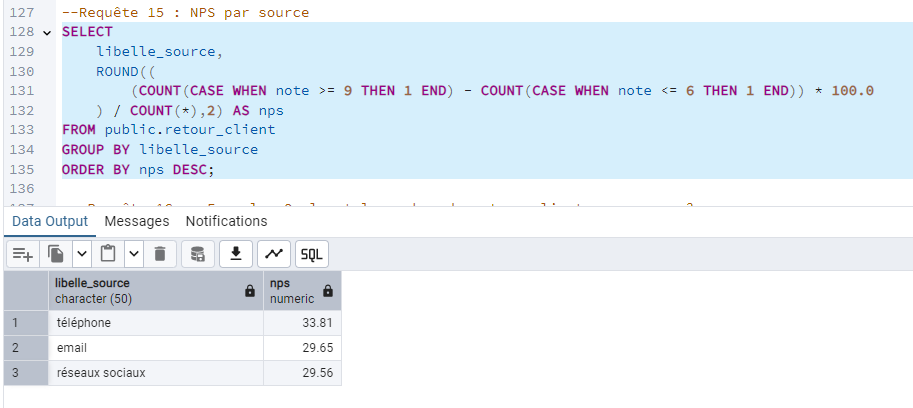 127 --Requête 15 : NPS par source
128 SELECT
129 libelle_source,
130 ROUND((
131 (COUNT(CASE WHEN note >= 9 THEN 1 END) - COUNT(CASE WHEN note <= 6 THEN 1 END)) * 100.0
132 ) / COUNT(*),2) AS nps
133 FROM public.retour_client
134 GROUP BY libelle_source
135 ORDER BY nps DESC;
136
Data Output Messages Notifications
SQL
libelle_source nps
character (50) numeric
1 téléphone 33.81
2 email 29.65
3 réseaux sociaux 29.56